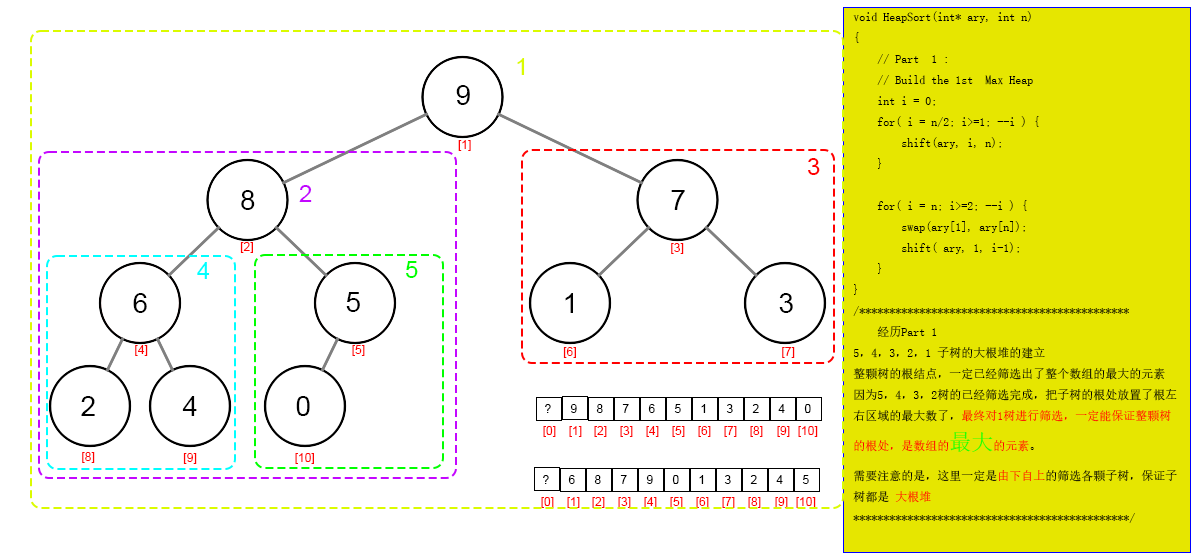 9
1
[1]
8
2
[2]
7
3
[3]
6
4
[4]
5
5
[5]
1
[6]
3
[7]
2
[8]
4
[9]
0
[10]
? 9 8 7 6 5 1 3 2 4 0
[0] [1] [2] [3] [4] [5] [6] [7] [8] [9] [10]
? 6 8 7 9 0 1 3 2 4 5
[0] [1] [2] [3] [4] [5] [6] [7] [8] [9] [10]
void HeapSort(int* ary, int n)
{
// Part 1 :
// Build the 1st Max Heap
int i = 0;
for( i = n/2; i>=1; --i ) {
shift(ary, i, n);
}
for( i = n; i>=2; --i ) {
swap(ary[1], ary[n]);
shift( ary, 1, i-1);
}
}
/**********************************************
经历Part 1
5, 4, 3, 2, 1 子树的大根堆的建立
整颗树的根结点，一定已经筛选出了整个数组的最大的元素
因为5, 4, 3, 2树的已经筛选完成，把子树的根处放置了根左
右区域的最大数了，最终对1树进行筛选，一定能保证整颗树
的根处，是数组的最大的元素。
需要注意的是，这里一定是由下自上的筛选各颗子树，保证子
树都是 大根堆
***********************************************/